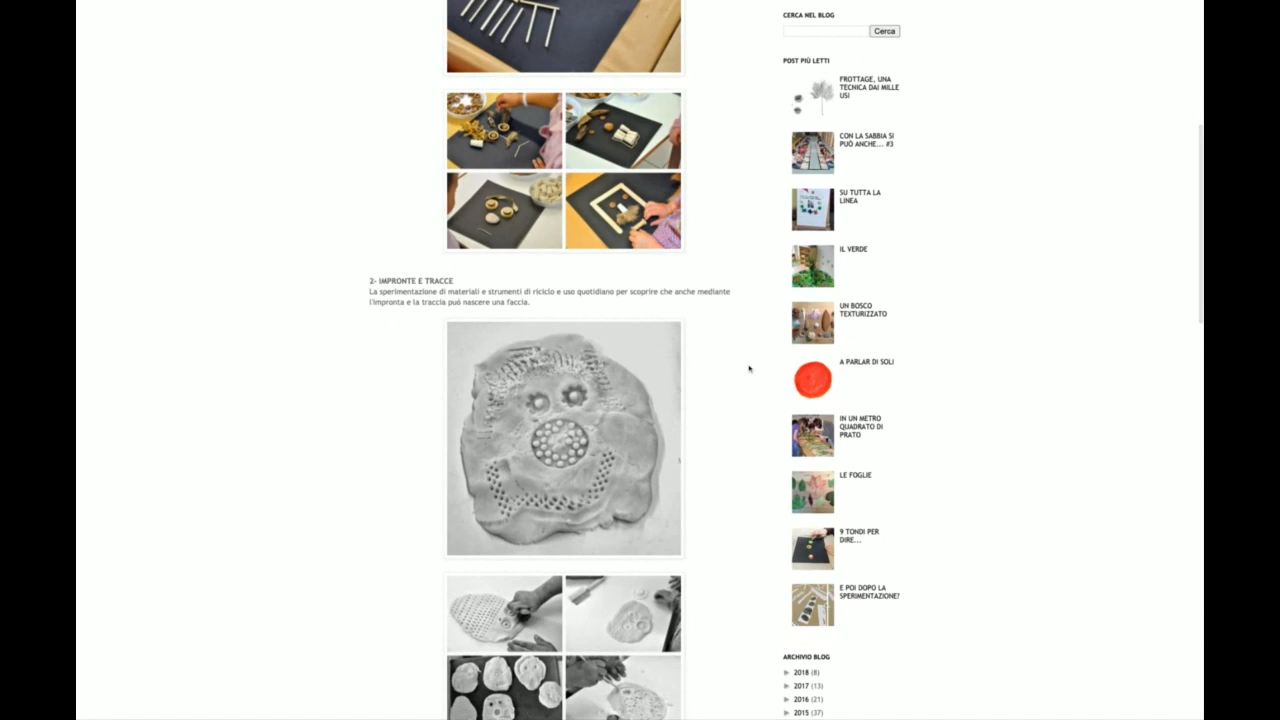 CERCA NEL BLOG
Cerca
POST PIÙ LETTI
FROTTAGE, UNA
TECNICA DAI MILLE
USI
CON LA SABBIA SI
PUÒ ANCHE... #3
SU TUTTA LA
LINEA
IL VERDE
UN BOSCO
TEXTURIZZATO
A PARLAR DI SOLI
IN UN METRO
QUADRATO DI
PRATO
LE FOGLIE
9 TONDI PER
DIRE...
E POI DOPO LA
SPERIMENTAZIONE?
ARCHIVIO BLOG
► 2018 (8)
► 2017 (13)
► 2016 (21)
► 2015 (37)
2- IMPRONTE E TRACCE
La sperimentazione di materiali e strumenti di riciclo e uso quotidiano per scoprire che anche mediante
l'impronta e la traccia può nascere una faccia.